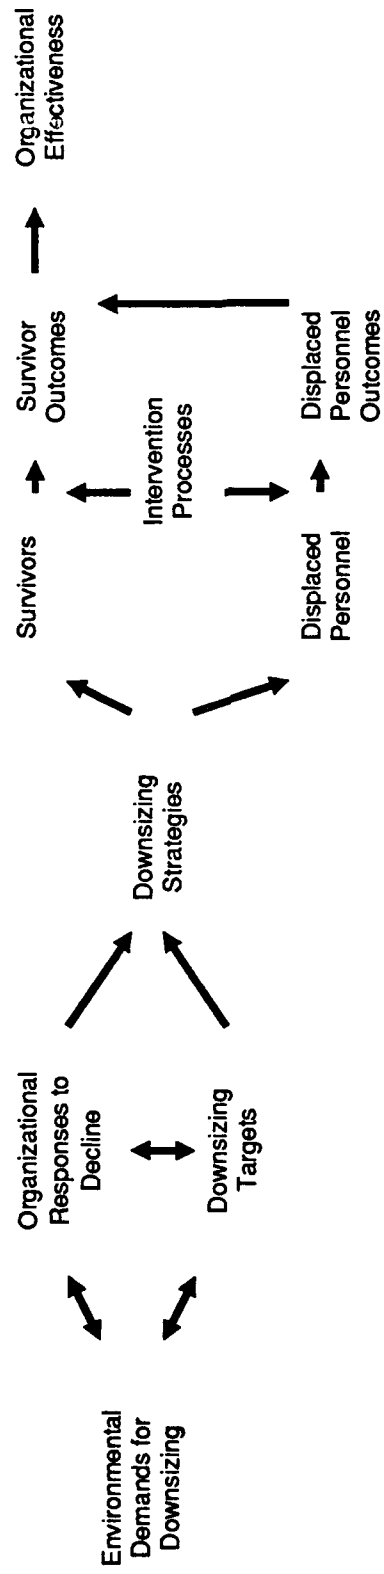 Environmental
Demands for
Downsizing
Organizational
Responses to
Decline
Downsizing
Targets
Downsizing
Strategies
Survivors
Displaced
Personnel
Intervention
Processes
Survivor
Outcomes
Displaced
Personnel
Outcomes
Organizational
Effectiveness